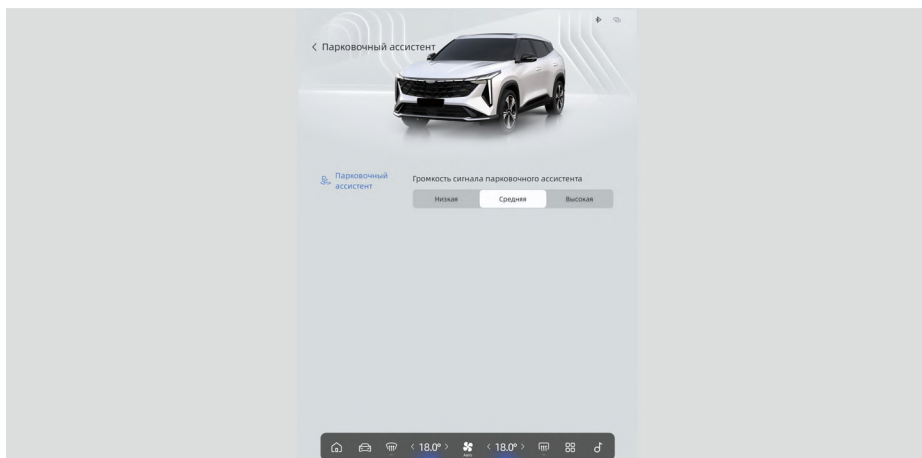 Парковочный ассистент
Парковочный
ассистент
Громкость сигнала парковочного ассистента
Низкая
Средняя
Высокая
18.0°
18.0°